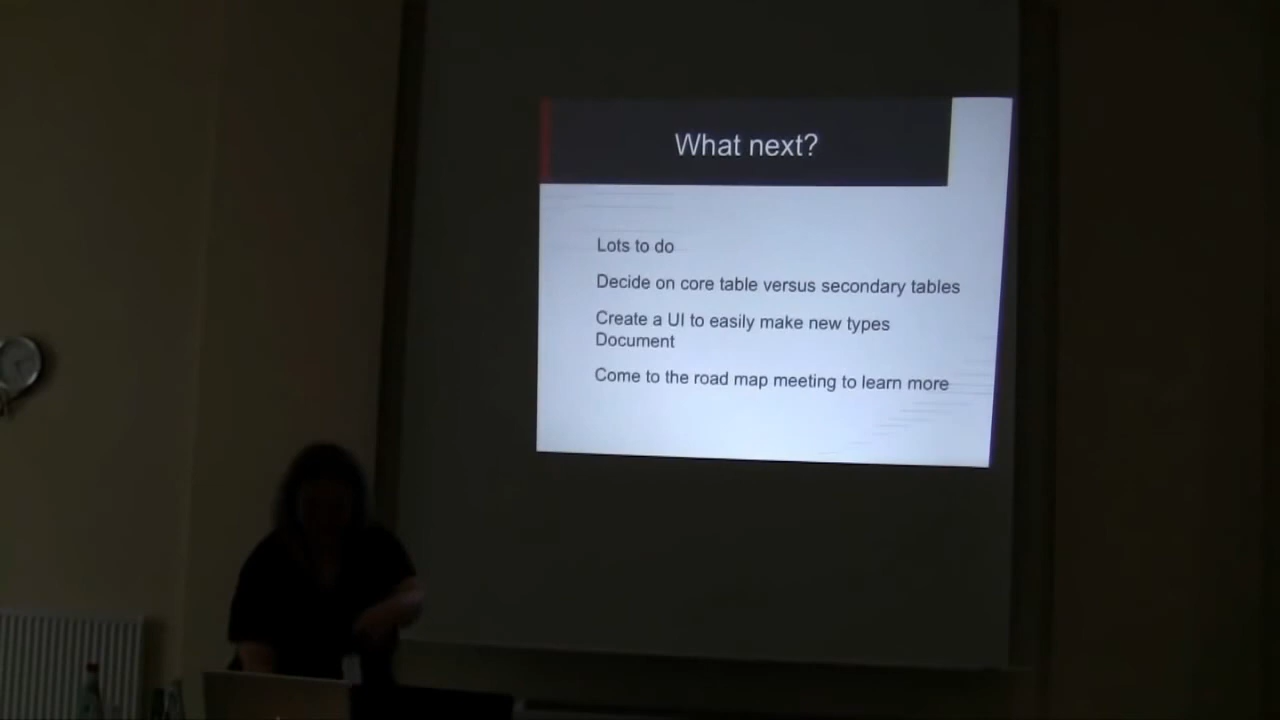 What next?
Lots to do
Decide on core table versus secondary tables
Create a UI to easily make new types
Document
Come to the road map meeting to learn more